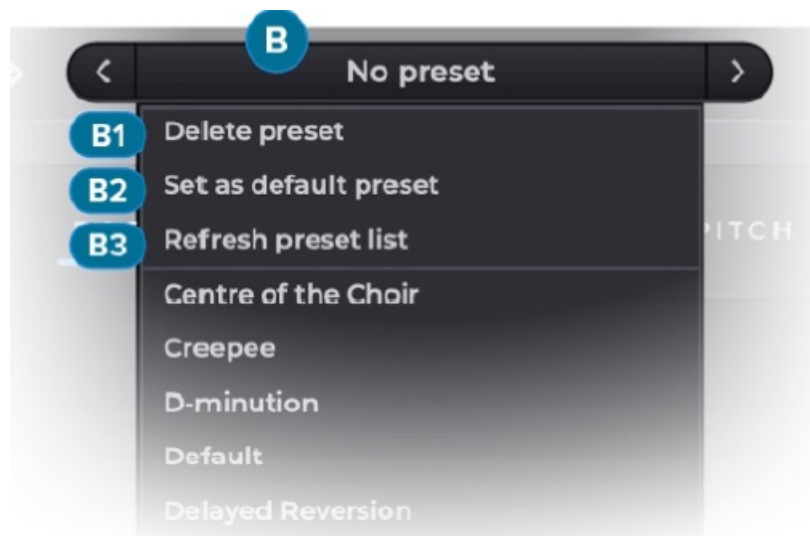 B
< No preset >
B1 Delete preset
B2 Set as default preset
B3 Refresh preset list
PITCH
Centre of the Choir
Creepee
D-minution
Default
Delayed Reversion